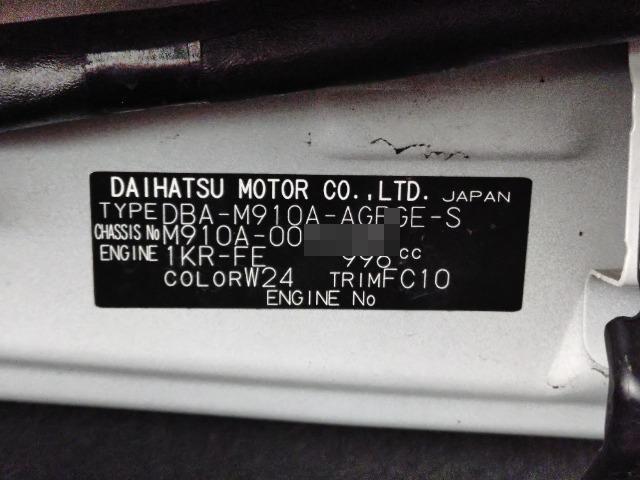 DAIHATSU MOTOR CO.,LTD. JAPAN
TYPE DBA-M910A-AGBGE-S
CHASSIS No M910A-00
ENGINE 1KR-FE 996 cc
COLOR W24 TRIM FC10
ENGINE No